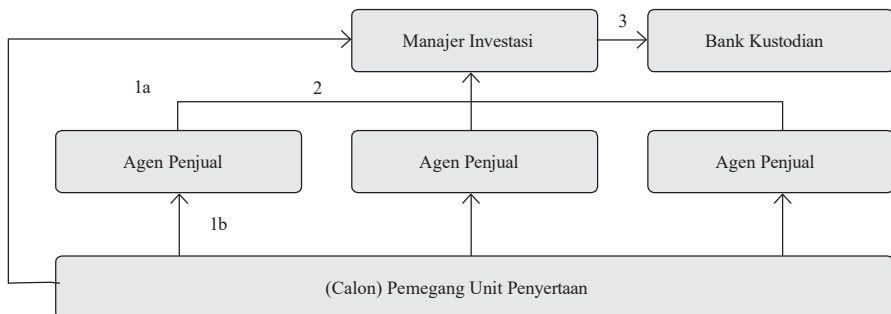 Manajer Investasi
3
Bank Kustodian
1a
2
Agen Penjual
Agen Penjual
Agen Penjual
1b
(Calon) Pemegang Unit Penyertaan